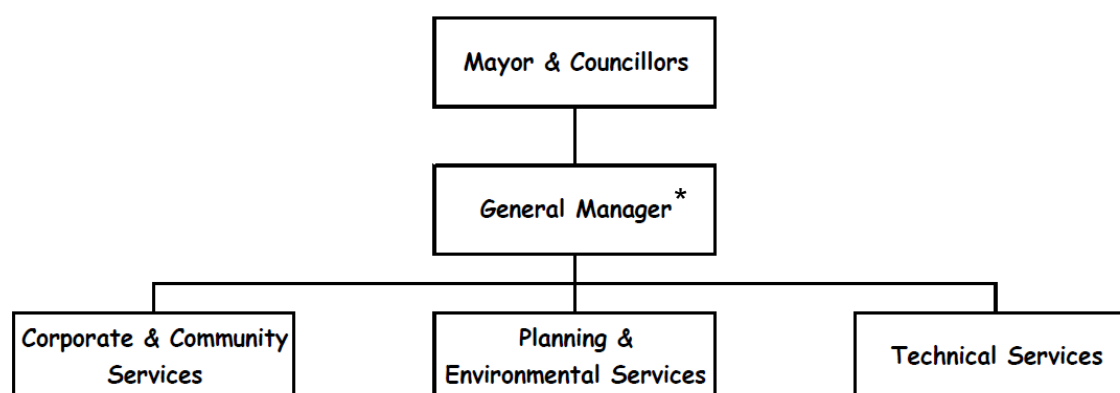 Mayor & Councillors
General Manager*
Corporate & Community
Services
Planning &
Environmental Services
Technical Services